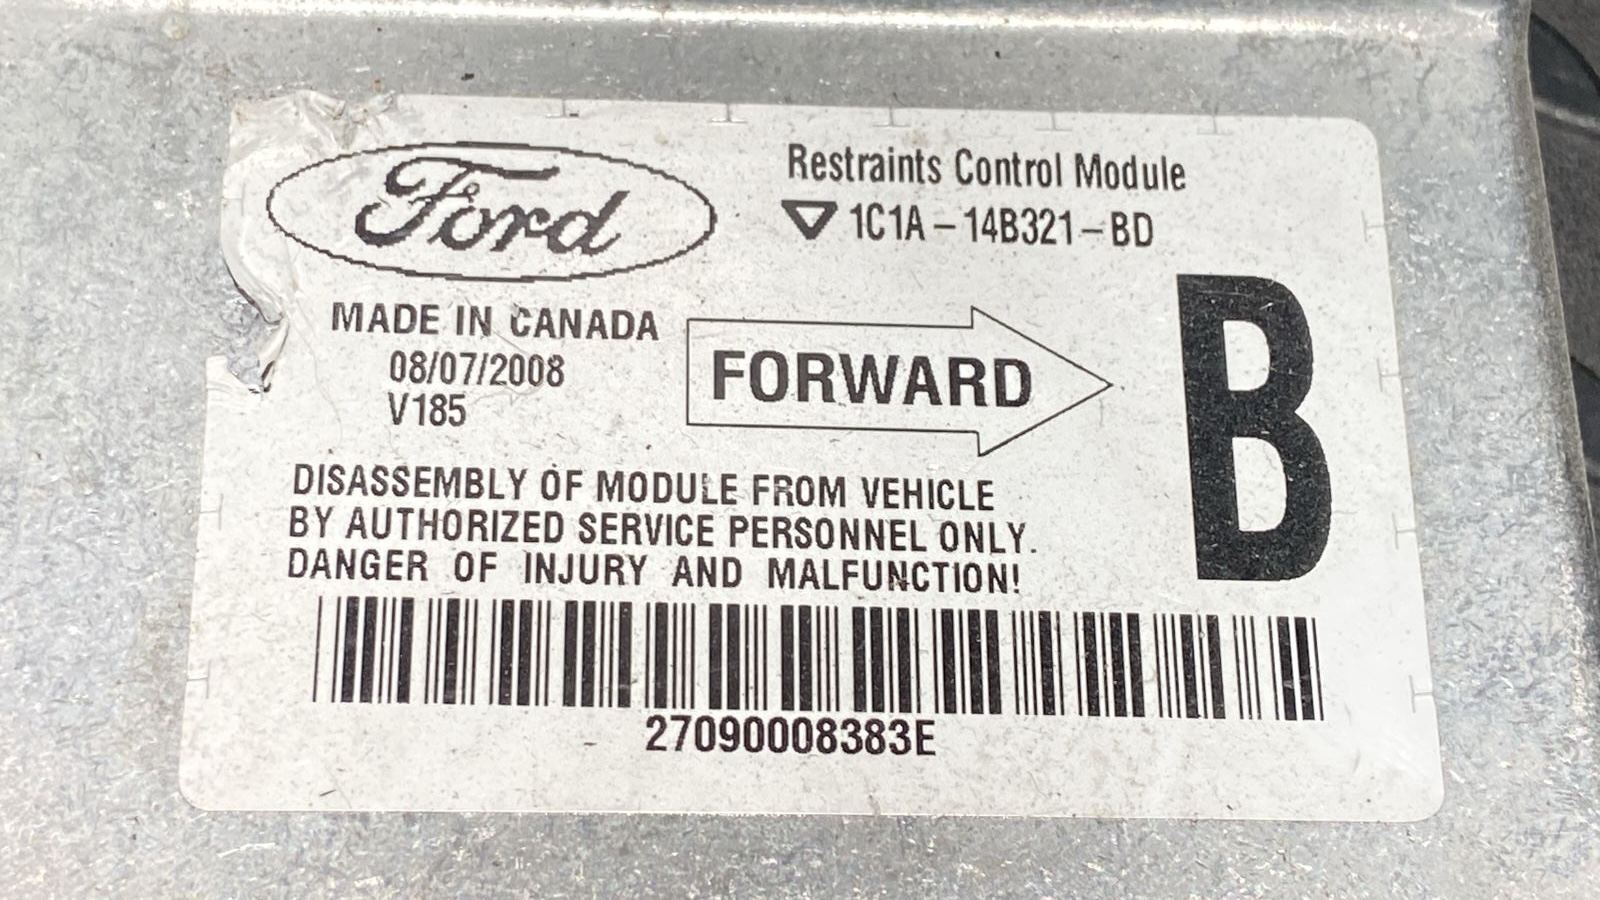 Ford
Restraints Control Module
1C1A-14B321-BD
MADE IN CANADA
08/07/2008
V185
FORWARD
B
DISASSEMBLY OF MODULE FROM VEHICLE
BY AUTHORIZED SERVICE PERSONNEL ONLY.
DANGER OF INJURY AND MALFUNCTION!
27090008383E